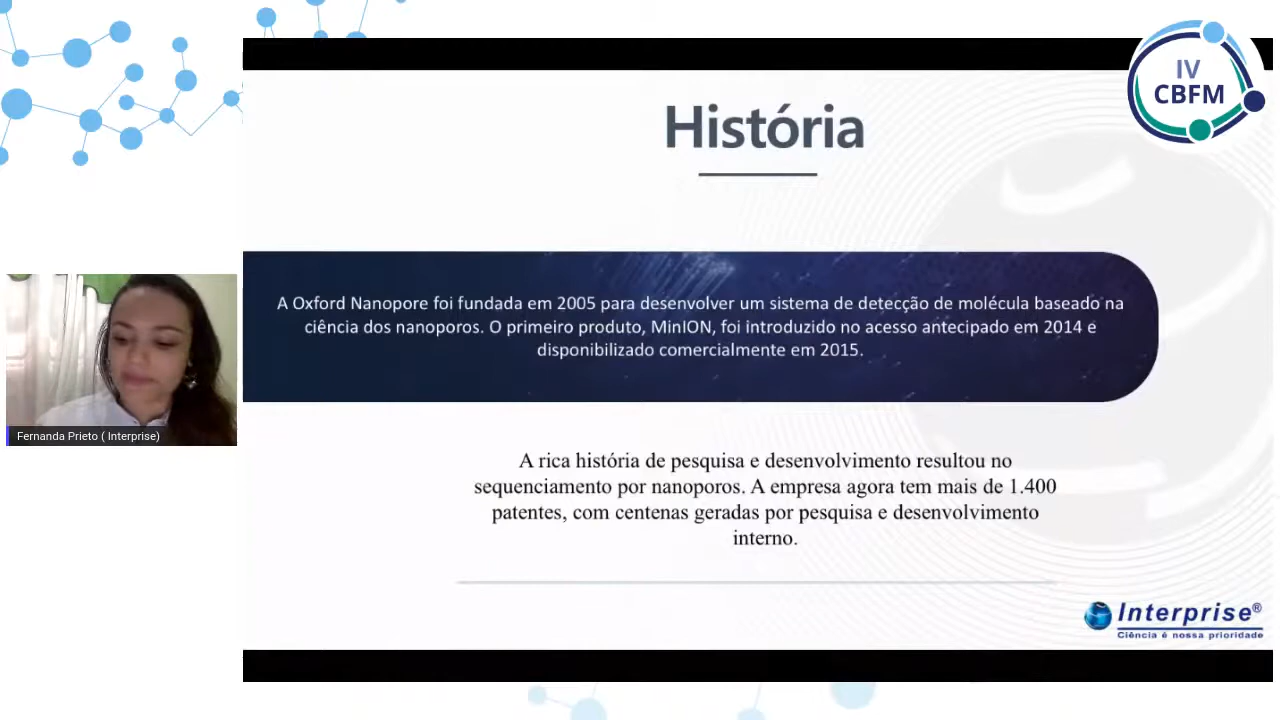 IV
CBFM
História
A Oxford Nanopore foi fundada em 2005 para desenvolver um sistema de detecção de molécula baseado na
ciência dos nanoporos. O primeiro produto, MinION, foi introduzido no acesso antecipado em 2014 e
disponibilizado comercialmente em 2015.
Fernanda Prieto ( Interprise)
A rica história de pesquisa e desenvolvimento resultou no
sequenciamento por nanoporos. A empresa agora tem mais de 1.400
patentes, com centenas geradas por pesquisa e desenvolvimento
interno.
Interprise®
Ciência é nossa prioridade